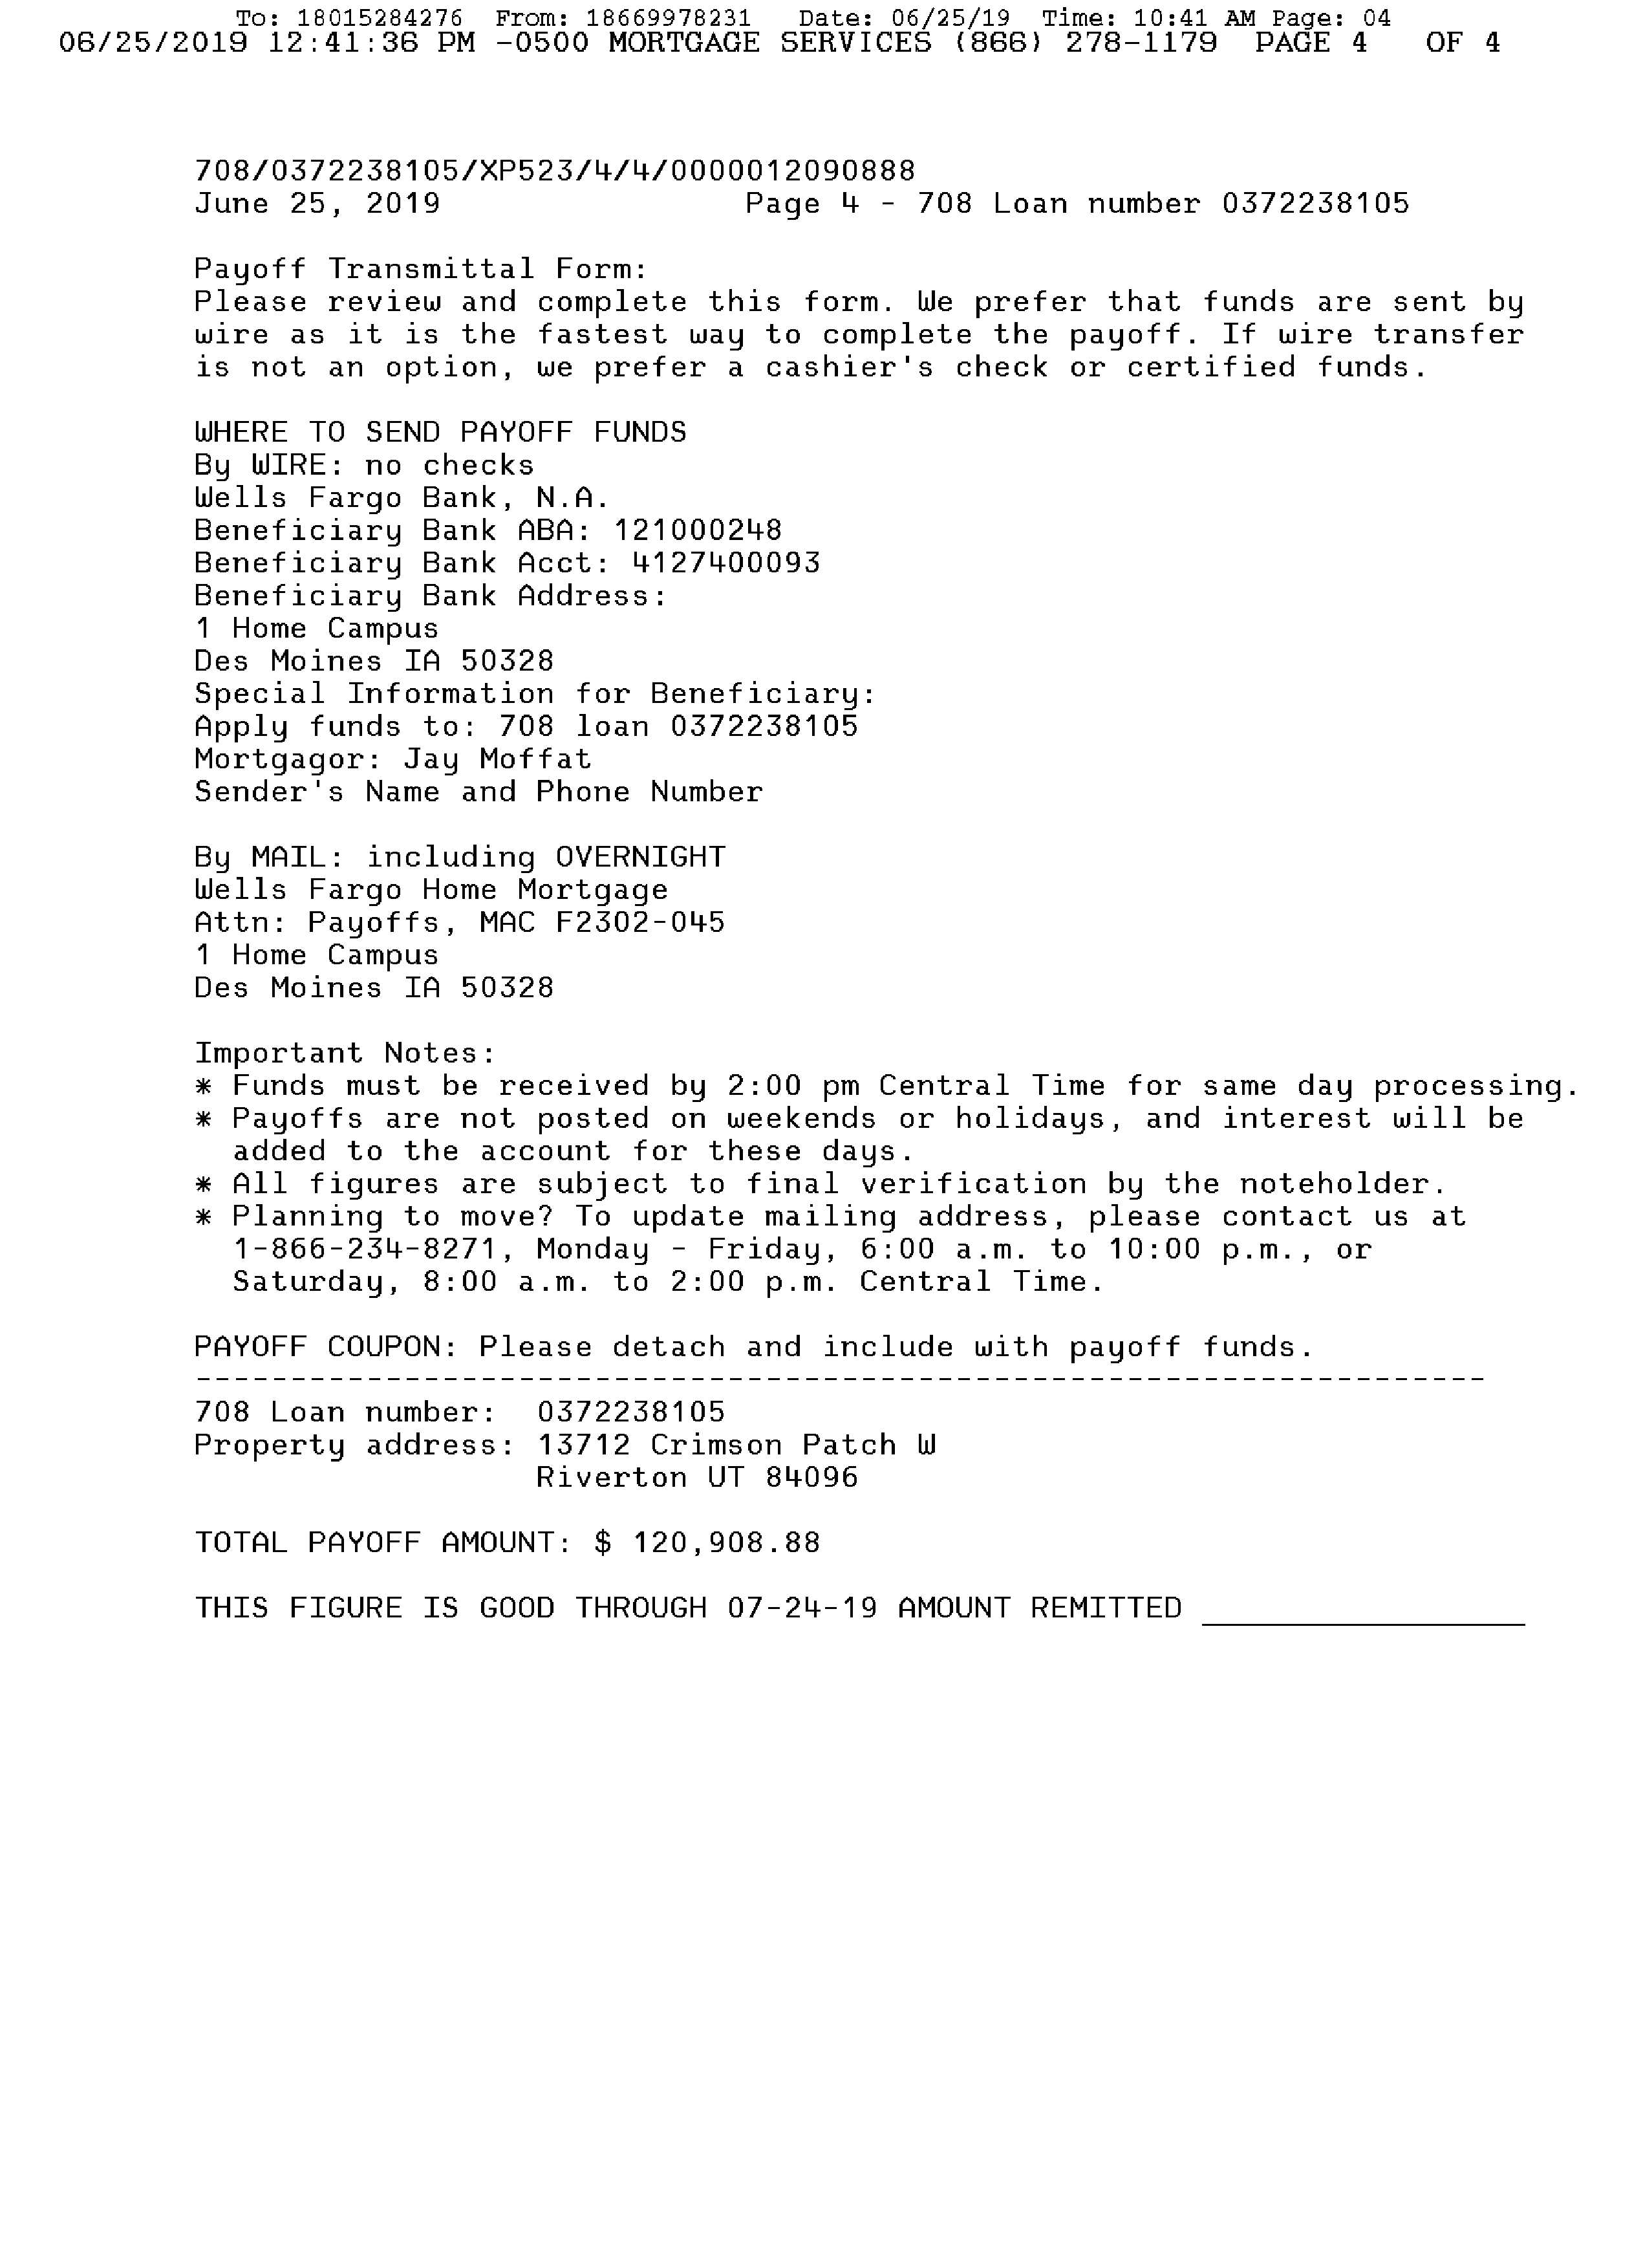 To: 18015284276 From: 18669978231 Date: 06/25/19 Time: 10:41 AM Page: 04
06/25/2019 12:41:36 PM -0500 MORTGAGE SERVICES (866) 278-1179 PAGE 4 OF 4
708/0372238105/XP523/4/4/0000012090888
June 25, 2019 Page 4 - 708 Loan number 0372238105
Payoff Transmittal Form:
Please review and complete this form. We prefer that funds are sent by
wire as it is the fastest way to complete the payoff. If wire transfer
is not an option, we prefer a cashier's check or certified funds.
WHERE TO SEND PAYOFF FUNDS
By WIRE: no checks
Wells Fargo Bank, N.A.
Beneficiary Bank ABA: 121000248
Beneficiary Bank Acct: 4127400093
Beneficiary Bank Address:
1 Home Campus
Des Moines IA 50328
Special Information for Beneficiary:
Apply funds to: 708 loan 0372238105
Mortgagor: Jay Moffat
Sender's Name and Phone Number
By MAIL: including OVERNIGHT
Wells Fargo Home Mortgage
Attn: Payoffs, MAC F2302-045
1 Home Campus
Des Moines IA 50328
Important Notes:
* Funds must be received by 2:00 pm Central Time for same day processing.
* Payoffs are not posted on weekends or holidays, and interest will be
added to the account for these days.
* All figures are subject to final verification by the noteholder.
* Planning to move? To update mailing address, please contact us at
1-866-234-8271, Monday - Friday, 6:00 a.m. to 10:00 p.m., or
Saturday, 8:00 a.m. to 2:00 p.m. Central Time.
PAYOFF COUPON: Please detach and include with payoff funds.
--------------------------------------------------------------------
708 Loan number: 0372238105
Property address: 13712 Crimson Patch W
Riverton UT 84096
TOTAL PAYOFF AMOUNT: $ 120,908.88
THIS FIGURE IS GOOD THROUGH 07-24-19 AMOUNT REMITTED _________________